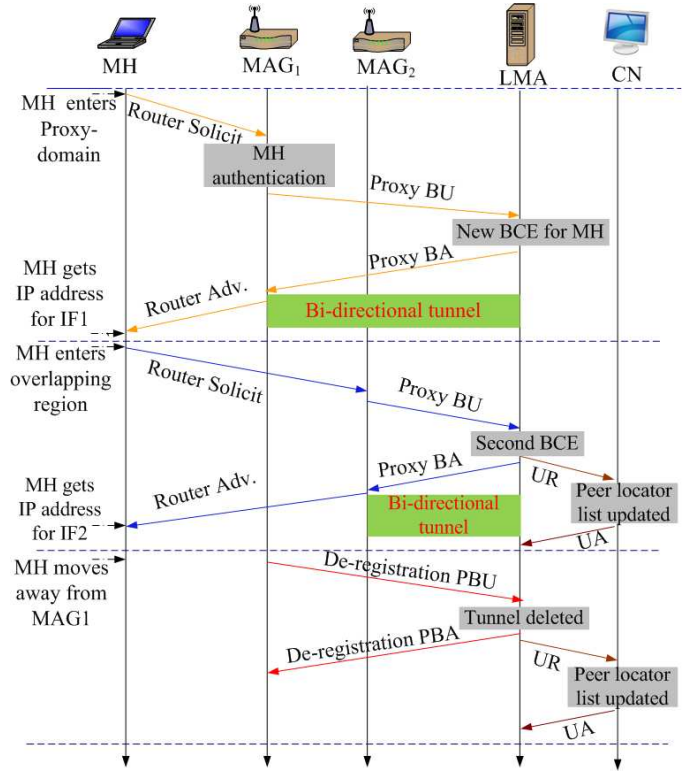 MH
MAG₁
MAG₂
LMA
CN
MH enters
Proxy-
domain
Router Solicit
MH
authentication
Proxy BU
New BCE for MH
Proxy BA
MH gets
IP address
for IF1
Router Adv.
Bi-directional tunnel
MH enters
overlapping
region
Router Solicit
Proxy BU
Second BCE
Proxy BA
UR
Peer locator
list updated
MH gets
IP address
for IF2
Router Adv.
Bi-directional
tunnel
UA
MH moves
away from
MAG1
De-registration PBU
Tunnel deleted
De-registration PBA
UR
Peer locator
list updated
UA